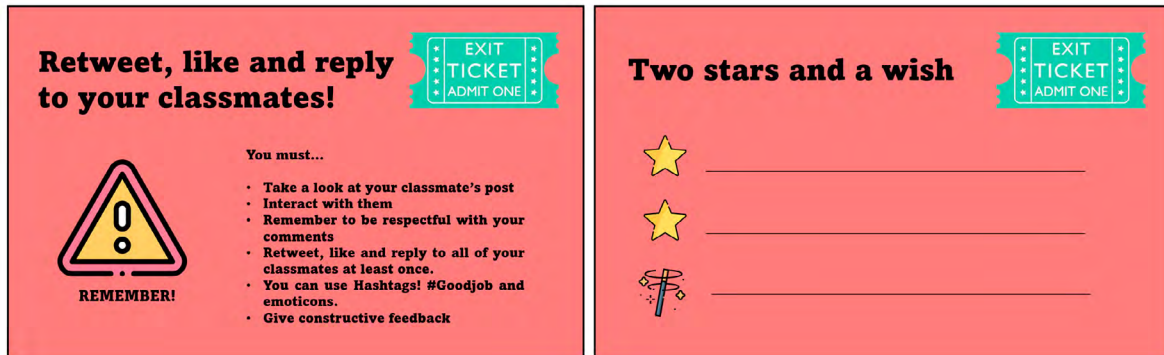 Retweet, like and reply
to your classmates!
EXIT
TICKET
ADMIT ONE
You must...
• Take a look at your classmate's post
• Interact with them
• Remember to be respectful with your
comments
• Retweet, like and reply to all of your
classmates at least once.
• You can use Hashtags! #Goodjob and
emoticons.
• Give constructive feedback
REMEMBER!
Two stars and a wish
EXIT
TICKET
ADMIT ONE